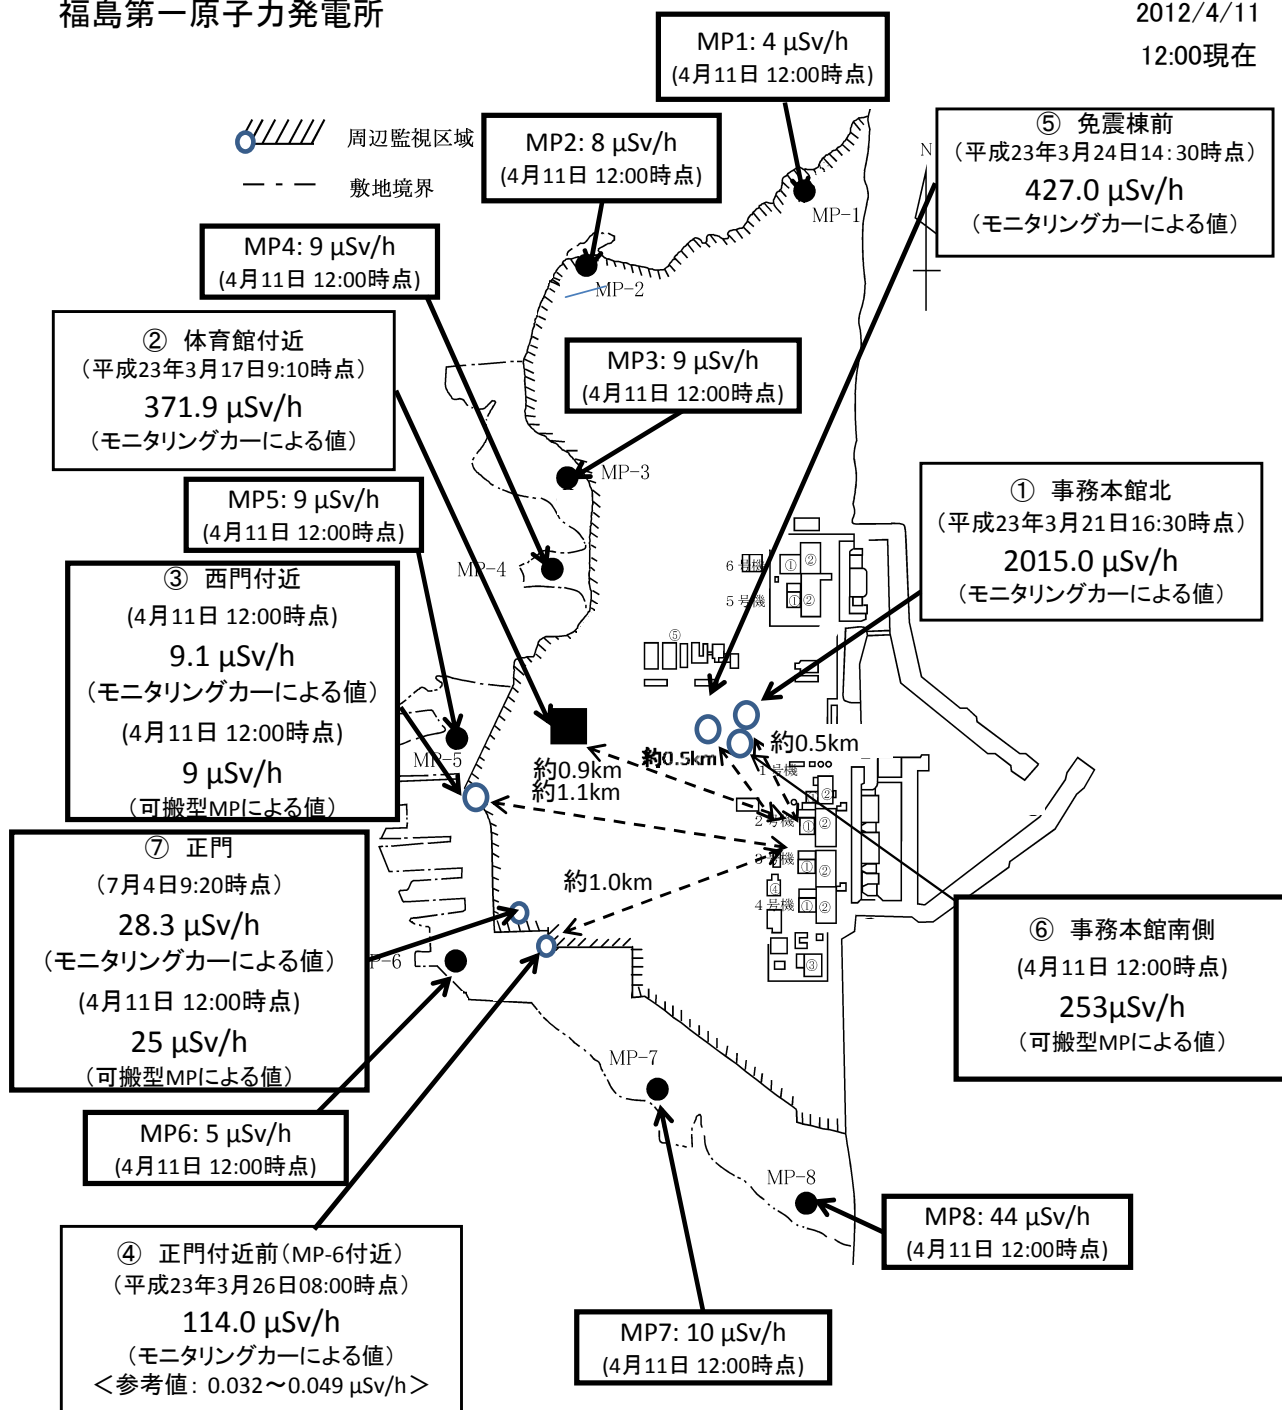 福島第一原子力発電所
2012/4/11
12:00現在
周辺監視区域
敷地境界
MP1: 4 μSv/h
(4月11日 12:00時点)
MP2: 8 μSv/h
(4月11日 12:00時点)
⑤ 免震棟前
(平成23年3月24日14:30時点)
427.0 μSv/h
(モニタリングカーによる値)
N
MP-1
MP4: 9 μSv/h
(4月11日 12:00時点)
MP-2
② 体育館付近
(平成23年3月17日9:10時点)
371.9 μSv/h
(モニタリングカーによる値)
MP3: 9 μSv/h
(4月11日 12:00時点)
MP-3
MP5: 9 μSv/h
(4月11日 12:00時点)
① 事務本館北
(平成23年3月21日16:30時点)
2015.0 μSv/h
(モニタリングカーによる値)
MP-4
③ 西門付近
(4月11日 12:00時点)
9.1 μSv/h
(モニタリングカーによる値)
(4月11日 12:00時点)
9 μSv/h
(可搬型MPによる値)
6号機
① ②
5号機
① ②
⑤
MP-5
約0.9km
約1.1km
約0.5km
約0.5km
1号機
②
2号機
① ②
3号機
① ②
④
4号機
① ②
③
約1.0km
⑦ 正門
(7月4日9:20時点)
28.3 μSv/h
(モニタリングカーによる値)
(4月11日 12:00時点)
25 μSv/h
(可搬型MPによる値)
P-6
⑥ 事務本館南側
(4月11日 12:00時点)
253μSv/h
(可搬型MPによる値)
MP-7
MP6: 5 μSv/h
(4月11日 12:00時点)
MP-8
MP8: 44 μSv/h
(4月11日 12:00時点)
④ 正門付近前(MP-6付近)
(平成23年3月26日08:00時点)
114.0 μSv/h
(モニタリングカーによる値)
<参考値: 0.032~0.049 μSv/h>
MP7: 10 μSv/h
(4月11日 12:00時点)